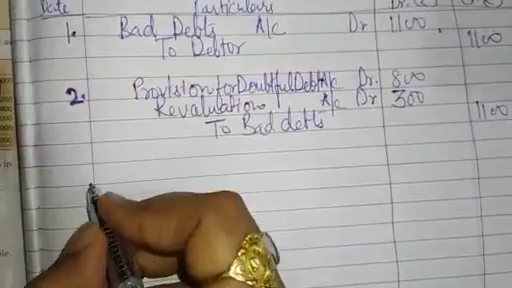 Date Particulars Dr.(₹)
1. Bad Debts A/c Dr 1100
To Debtor 1100
2. Provision for Doubtful Debt A/c Dr. 800
Revaluation A/c Dr 300
To Bad debts 1100